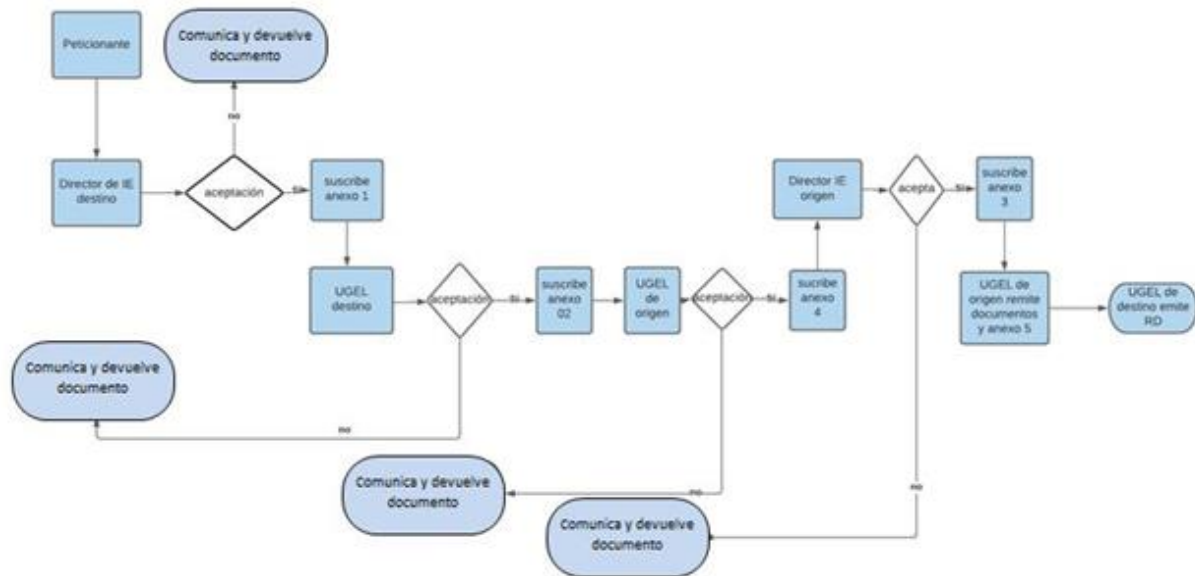 Peticionante
Comunica y devuelve
documento
no
Director de IE
destino
aceptación
si
suscribe
anexo 1
UGEL
destino
aceptación
si
suscribe
anexo
02
UGEL
de
origen
aceptación
si
sucribe
anexo
4
Director IE
origen
acepta
si
suscribe
anexo
3
UGEL de
origen remite
documentos
y anexo 5
UGEL de
destino emite
RD
Comunica y devuelve
documento
no
Comunica y devuelve
documento
no
Comunica y devuelve
documento
no